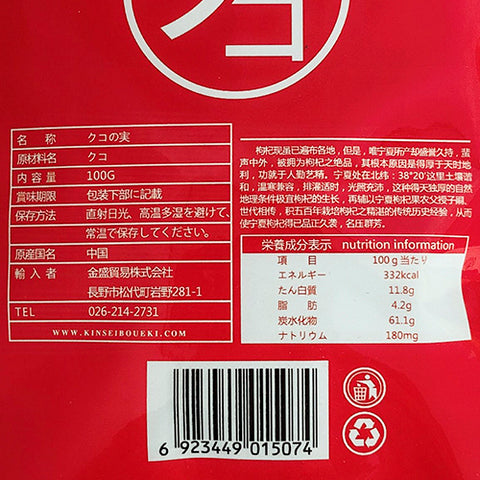 クコ
名 称 クコの実
原材料名 クコ
内容量 100G
賞味期限 包装下部に記載
保存方法 直射日光、高温多湿を避けて、
常温で保存してください。
原産国名 中国
輸入者 金盛貿易株式会社
長野市松代町岩野281-1
TEL 026-214-2731
WWW.KINSEIBOUEKI.COM
枸杞现虽已遍布各地，但是，唯宁夏所产却盛誉久持，蜚
声中外，被拥为枸杞之绝品，其根本原因是得厚于天时地
利，功就于人勤艺精。宁夏处在北纬：38°20'这里土壤谐
和，温寒兼容，排灌适时，光照充沛，这种得天独厚的自然
地理条件极宜枸杞的生长，再辅以宁夏枸杞果农父授子嗣、
世代相传，积五百年栽培枸杞之精湛的传统历史经验，从而
使宁夏枸杞得已品正久袭，名压群芳。
栄養成分表示 nutrition information
項 目 100g当たり
エネルギー 332kcal
たん白質 11.8g
脂 肪 4.2g
炭水化物 61.1g
ナトリウム 180mg
6 923449 015074